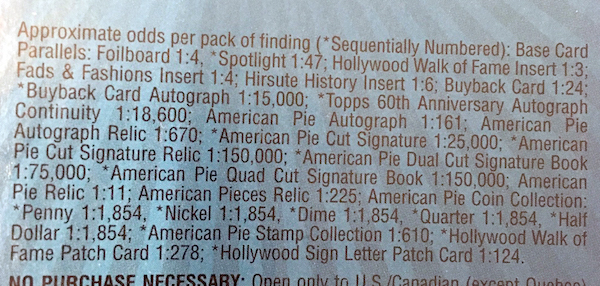 Approximate odds per pack of finding (*Sequentially Numbered): Base Card
Parallels: Foilboard 1:4, *Spotlight 1:47; Hollywood Walk of Fame Insert 1:3;
Fads & Fashions Insert 1:4; Hirsute History Insert 1:6; Buyback Card 1:24;
*Buyback Card Autograph 1:15,000; *Topps 60th Anniversary Autograph
Continuity 1:18,600; American Pie Autograph 1:161; American Pie
Autograph Relic 1:670; *American Pie Cut Signature 1:25,000; *American
Pie Cut Signature Relic 1:150,000; *American Pie Dual Cut Signature Book
1:75,000; *American Pie Quad Cut Signature Book 1:150,000; American
Pie Relic 1:11; American Pieces Relic 1:225; American Pie Coin Collection:
*Penny 1:1,854, *Nickel 1:1,854, *Dime 1:1,854, *Quarter 1:1,854, *Half
Dollar 1:1,854; *American Pie Stamp Collection 1:610; *Hollywood Walk of
Fame Patch Card 1:278; *Hollywood Sign Letter Patch Card 1:124.
NO PURCHASE NECESSARY: Open only to U.S./Canadian (except Quebec)